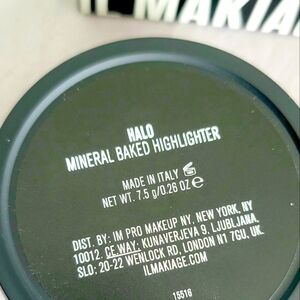 IL MAKIAGE
HALO
MINERAL BAKED HIGHLIGHTER
MADE IN ITALY
NET WT. 7.5 g/0.26 OZ e
DIST. BY: IM PRO MAKEUP NY, NEW YORK, NY
10012. CE WAY: KUNAVERJEVA 9, LJUBLJANA,
SLO: 20-22 WENLOCK RD, LONDON N1 7GU, UK.
ILMAKIAGE.COM
15516